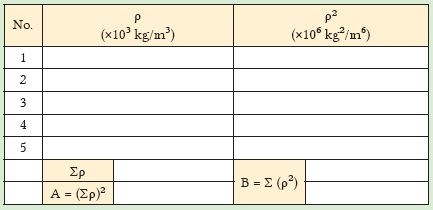 No. ρ ρ²
(×10³ kg/m³) (×10⁶ kg²/m⁶)
1
2
3
4
5
Σρ
B = Σ (ρ²)
A = (Σρ)²